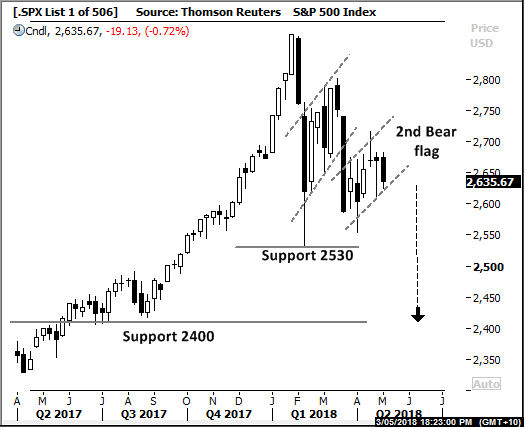 [.SPX List 1 of 506] Source: Thomson Reuters S&P 500 Index
Cndl, 2,635.67, -19.13, (-0.72%)
Price
USD
2,800
2,750
2,700
2nd Bear
flag
2,650
2,635.67
2,600
Support 2530
2,550
2,500
2,450
Support 2400
2,400
2,350
Auto
A M J J A S O N D J F M A M J J
Q2 2017 Q3 2017 Q4 2017 Q1 2018 Q2 2018
3/05/2018 18:23:00 PM (GMT+10)